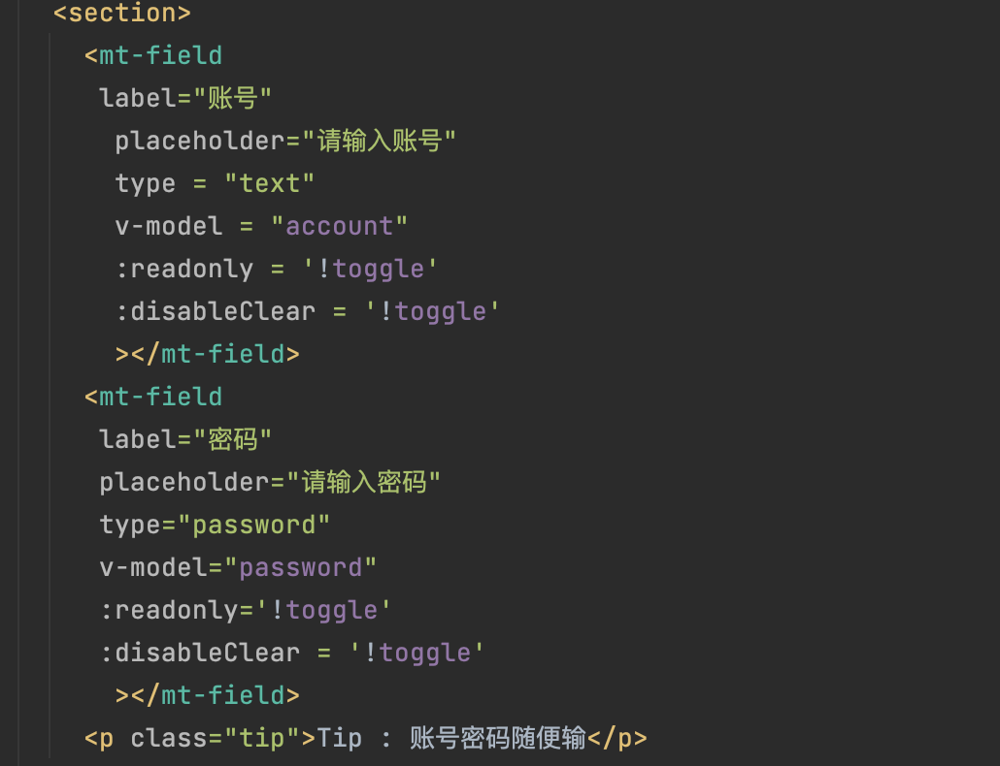 <section>
<mt-field
label="账号"
placeholder="请输入账号"
type = "text"
v-model = "account"
:readonly = '!toggle'
:disableClear = '!toggle'
></mt-field>
<mt-field
label="密码"
placeholder="请输入密码"
type="password"
v-model="password"
:readonly='!toggle'
:disableClear = '!toggle'
></mt-field>
<p class="tip">Tip : 账号密码随便输</p>